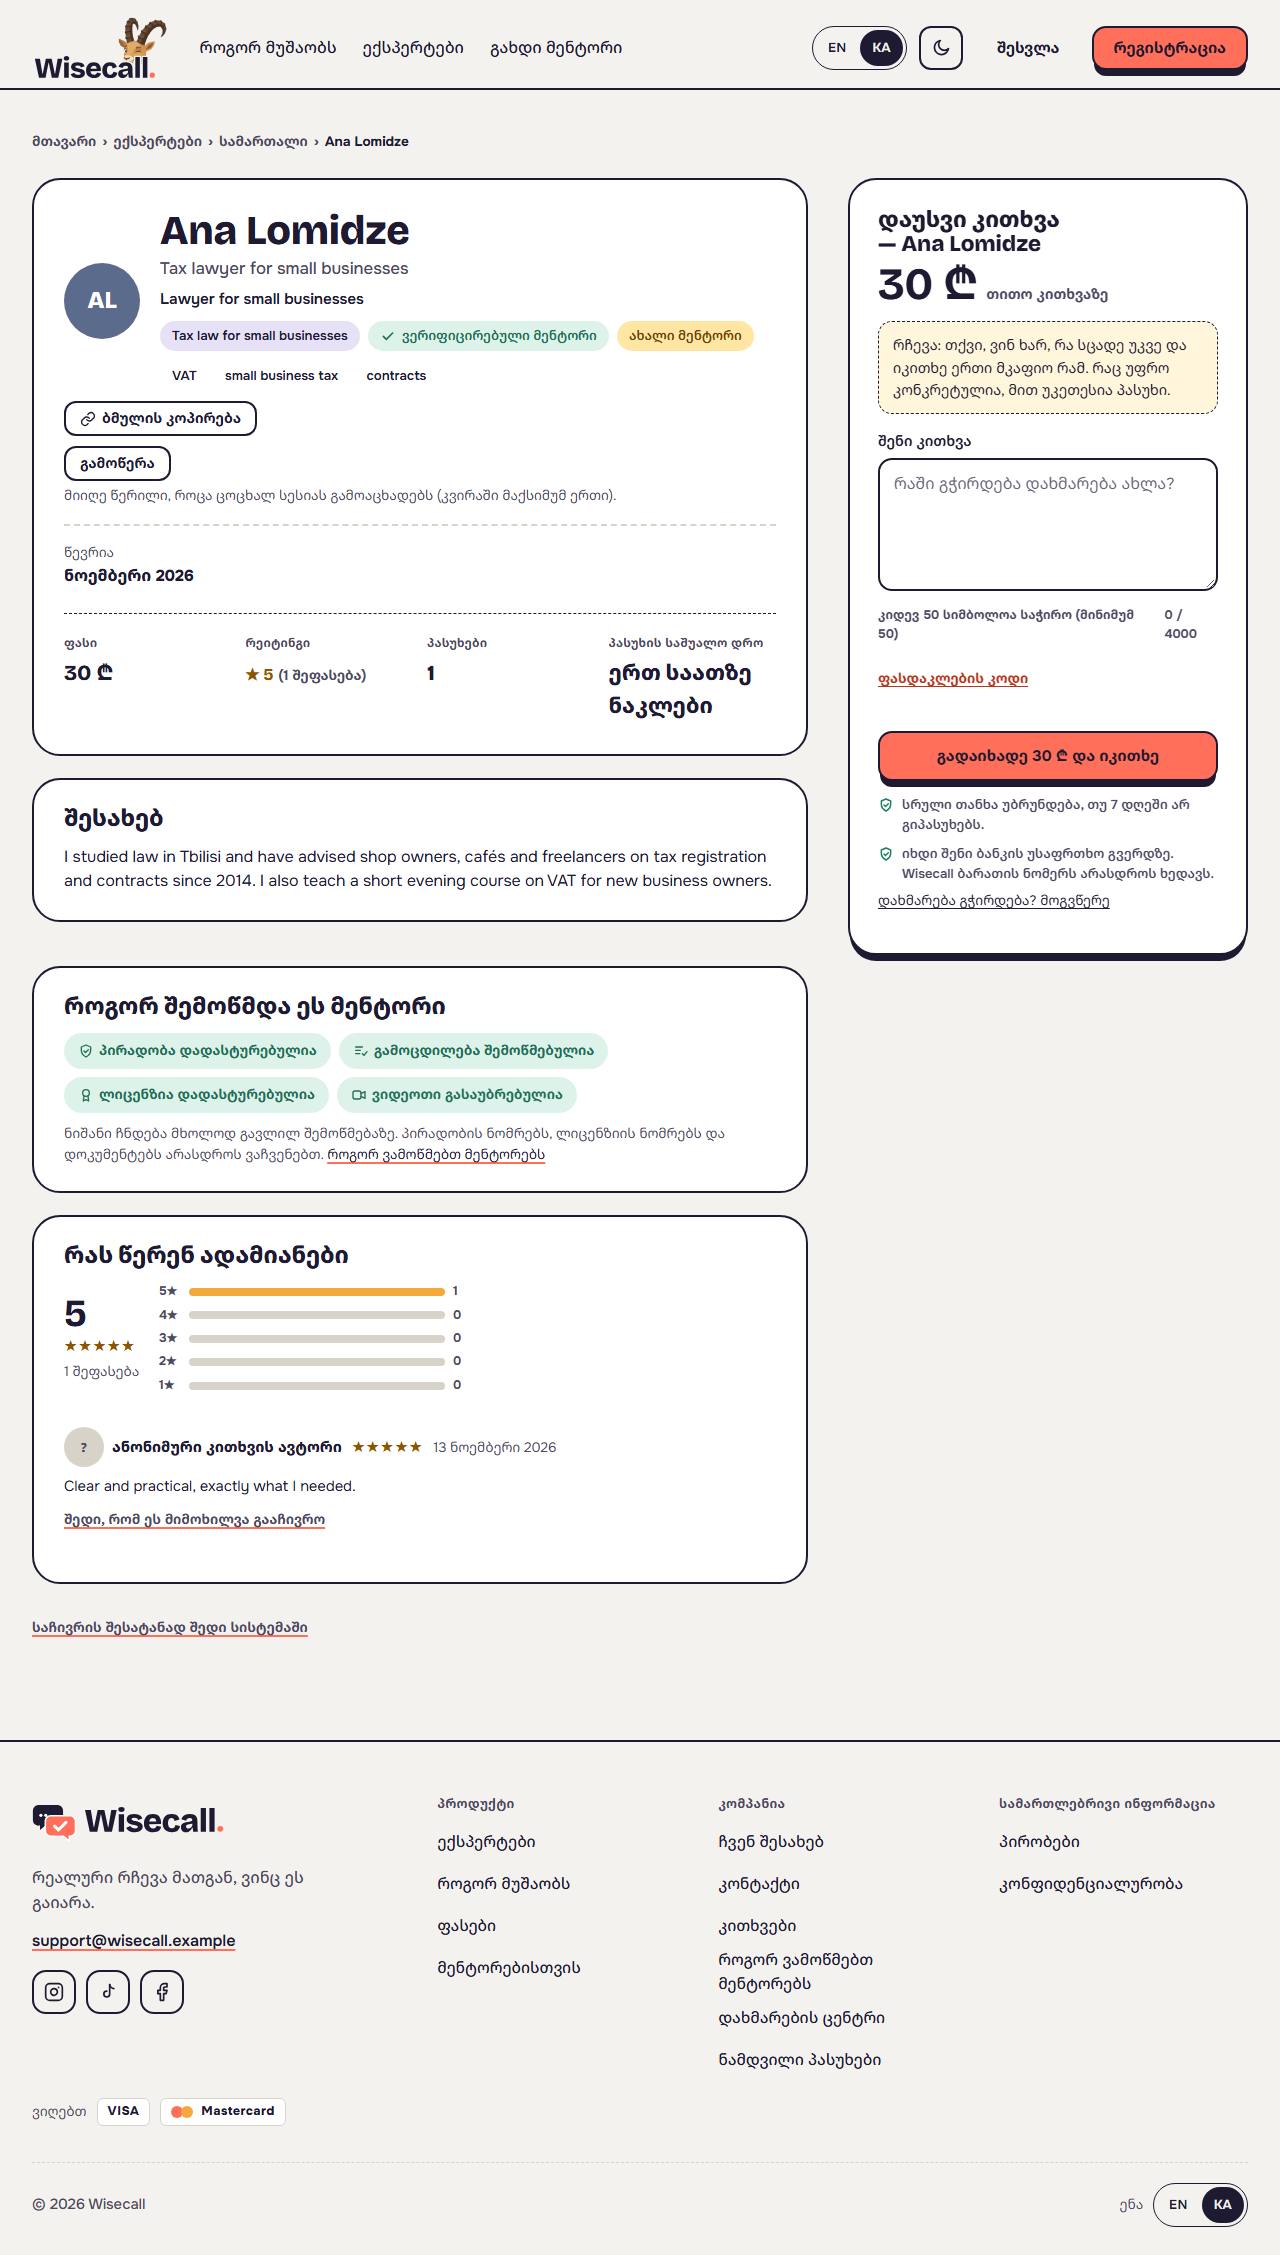 Wisecall.
როგორ მუშაობს
ექსპერტები
გახდი მენტორი
EN
KA
შესვლა
რეგისტრაცია
მთავარი › ექსპერტები › სამართალი › Ana Lomidze
AL
Ana Lomidze
Tax lawyer for small businesses
Lawyer for small businesses
Tax law for small businesses
ვერიფიცირებული მენტორი
ახალი მენტორი
VAT
small business tax
contracts
ბმულის კოპირება
გამოწერა
მიიღე წერილი, როცა ცოცხალ სესიას გამოაცხადებს (კვირაში მაქსიმუმ ერთი).
წევრია
ნოემბერი 2026
ფასი
30 ₾
რეიტინგი
★ 5 (1 შეფასება)
პასუხები
1
პასუხის საშუალო დრო
ერთ საათზე
ნაკლები
დაუსვი კითხვა
— Ana Lomidze
30 ₾ თითო კითხვაზე
რჩევა: თქვი, ვინ ხარ, რა სცადე უკვე და
იკითხე ერთი მკაფიო რამ. რაც უფრო
კონკრეტულია, მით უკეთესია პასუხი.
შენი კითხვა
რაში გჭირდება დახმარება ახლა?
კიდევ 50 სიმბოლოა საჭირო (მინიმუმ
50)
0 /
4000
ფასდაკლების კოდი
გადაიხადე 30 ₾ და იკითხე
სრული თანხა უბრუნდება, თუ 7 დღეში არ
გიპასუხებს.
იხდი შენი ბანკის უსაფრთხო გვერდზე.
Wisecall ბარათის ნომერს არასდროს ხედავს.
დახმარება გჭირდება? მოგვწერე
შესახებ
I studied law in Tbilisi and have advised shop owners, cafés and freelancers on tax registration
and contracts since 2014. I also teach a short evening course on VAT for new business owners.
როგორ შემოწმდა ეს მენტორი
პირადობა დადასტურებულია
გამოცდილება შემოწმებულია
ლიცენზია დადასტურებულია
ვიდეოთი გასაუბრებულია
ნიშანი ჩნდება მხოლოდ გავლილ შემოწმებაზე. პირადობის ნომრებს, ლიცენზიის ნომრებს და
დოკუმენტებს არასდროს ვაჩვენებთ. როგორ ვამოწმებთ მენტორებს
რას წერენ ადამიანები
5
★★★★★
1 შეფასება
5★ 1
4★ 0
3★ 0
2★ 0
1★ 0
?
ანონიმური კითხვის ავტორი ★★★★★ 13 ნოემბერი 2026
Clear and practical, exactly what I needed.
შედი, რომ ეს მიმოხილვა გააჩივრო
საჩივრის შესატანად შედი სისტემაში
Wisecall.
რეალური რჩევა მათგან, ვინც ეს
გაიარა.
support@wisecall.example
პროდუქტი
ექსპერტები
როგორ მუშაობს
ფასები
მენტორებისთვის
კომპანია
ჩვენ შესახებ
კონტაქტი
კითხვები
როგორ ვამოწმებთ
მენტორებს
დახმარების ცენტრი
ნამდვილი პასუხები
სამართლებრივი ინფორმაცია
პირობები
კონფიდენციალურობა
ვიღებთ
VISA
Mastercard
© 2026 Wisecall
ენა
EN
KA